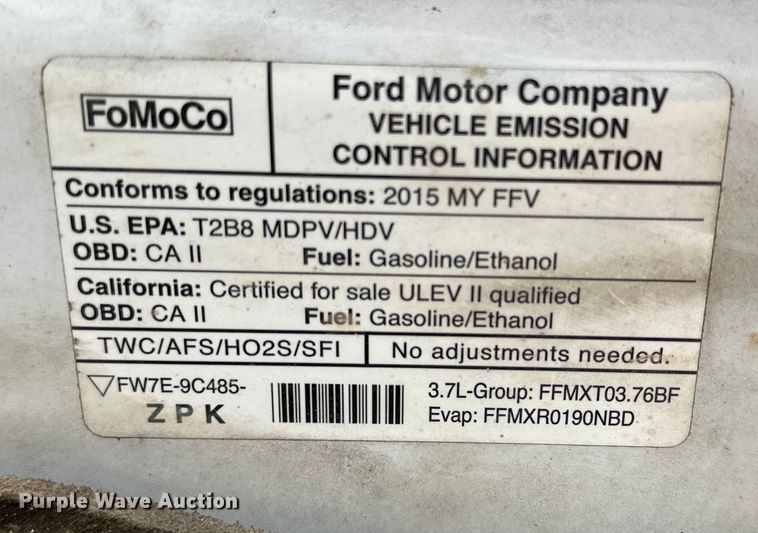 FoMoCo
Ford Motor Company
VEHICLE EMISSION
CONTROL INFORMATION
Conforms to regulations: 2015 MY FFV
U.S. EPA: T2B8 MDPV/HDV
OBD: CA II Fuel: Gasoline/Ethanol
California: Certified for sale ULEV II qualified
OBD: CA II Fuel: Gasoline/Ethanol
TWC/AFS/HO2S/SFI No adjustments needed.
FW7E-9C485-
ZPK
3.7L-Group: FFMXT03.76BF
Evap: FFMXR0190NBD
Purple Wave Auction